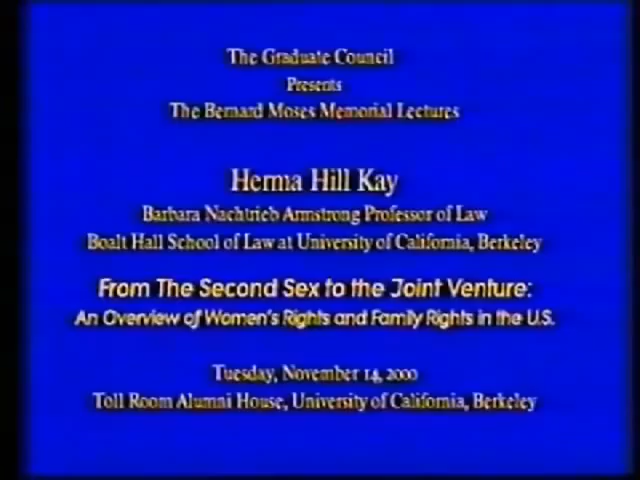 The Graduate Council
Presents
The Bernard Moses Memorial Lectures
Herma Hill Kay
Barbara Nachtrieb Armstrong Professor of Law
Boalt Hall School of Law at University of California, Berkeley
From The Second Sex to the Joint Venture:
An Overview of Women's Rights and Family Rights in the U.S.
Tuesday, November 14, 2000
Toll Room Alumni House, University of California, Berkeley